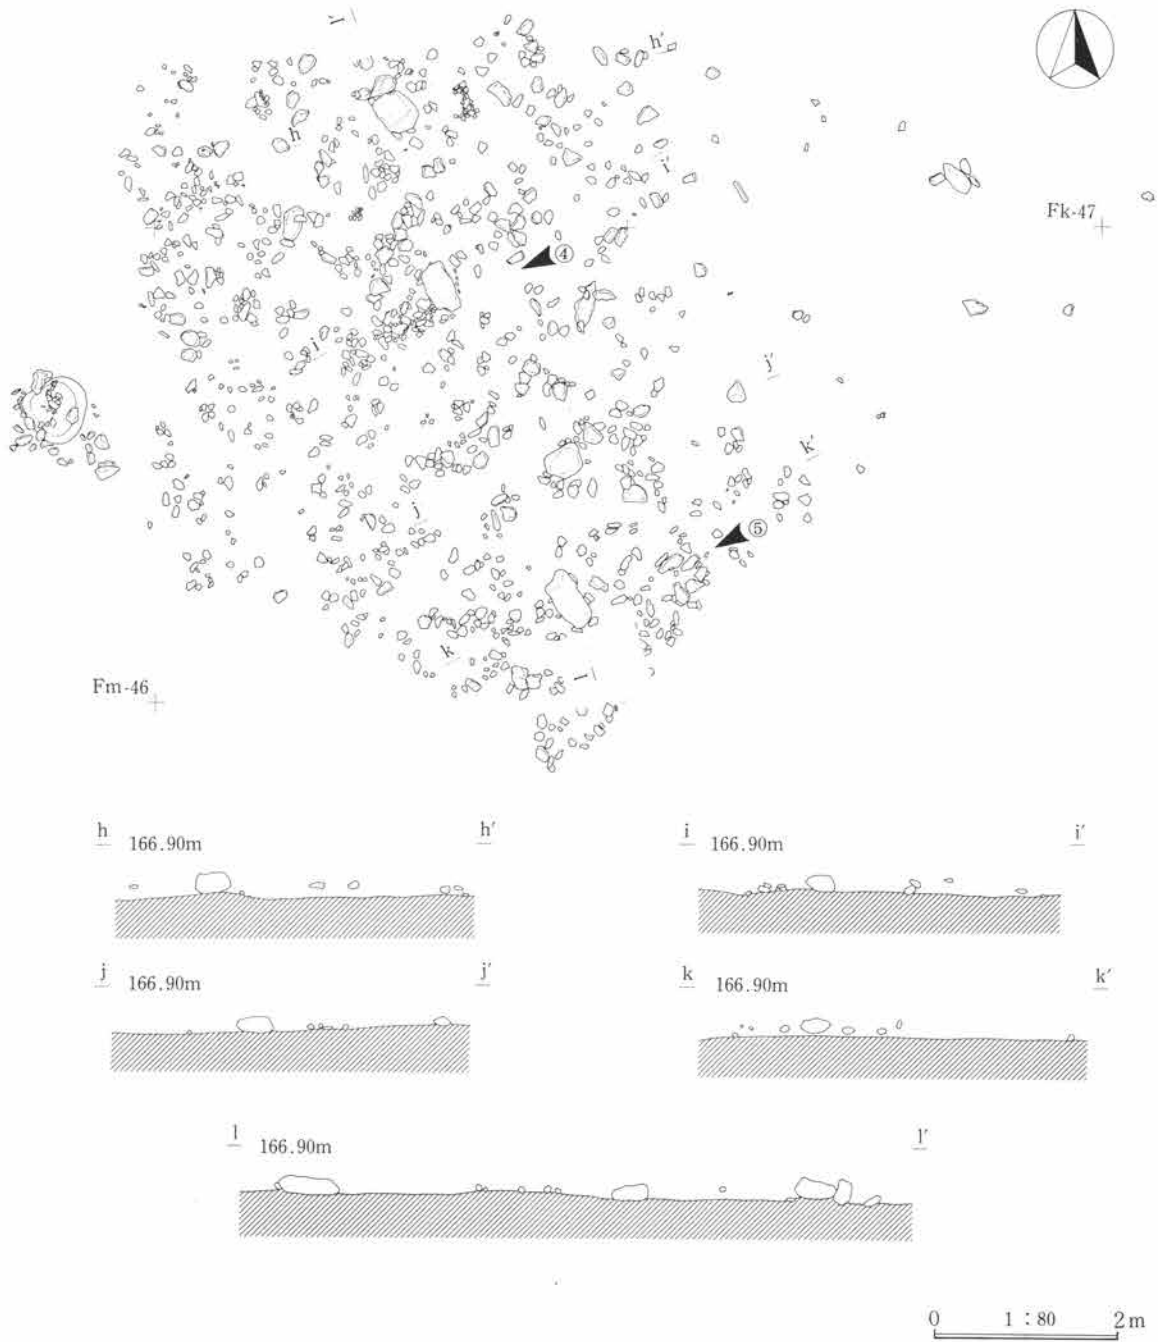 l′
h′
h
i′
④
Fk-47
i
j′
k′
j
⑤
k
l
Fm-46
h 166.90m h′
i 166.90m i′
j 166.90m j′
k 166.90m k′
l 166.90m l′
0 1：80 2m